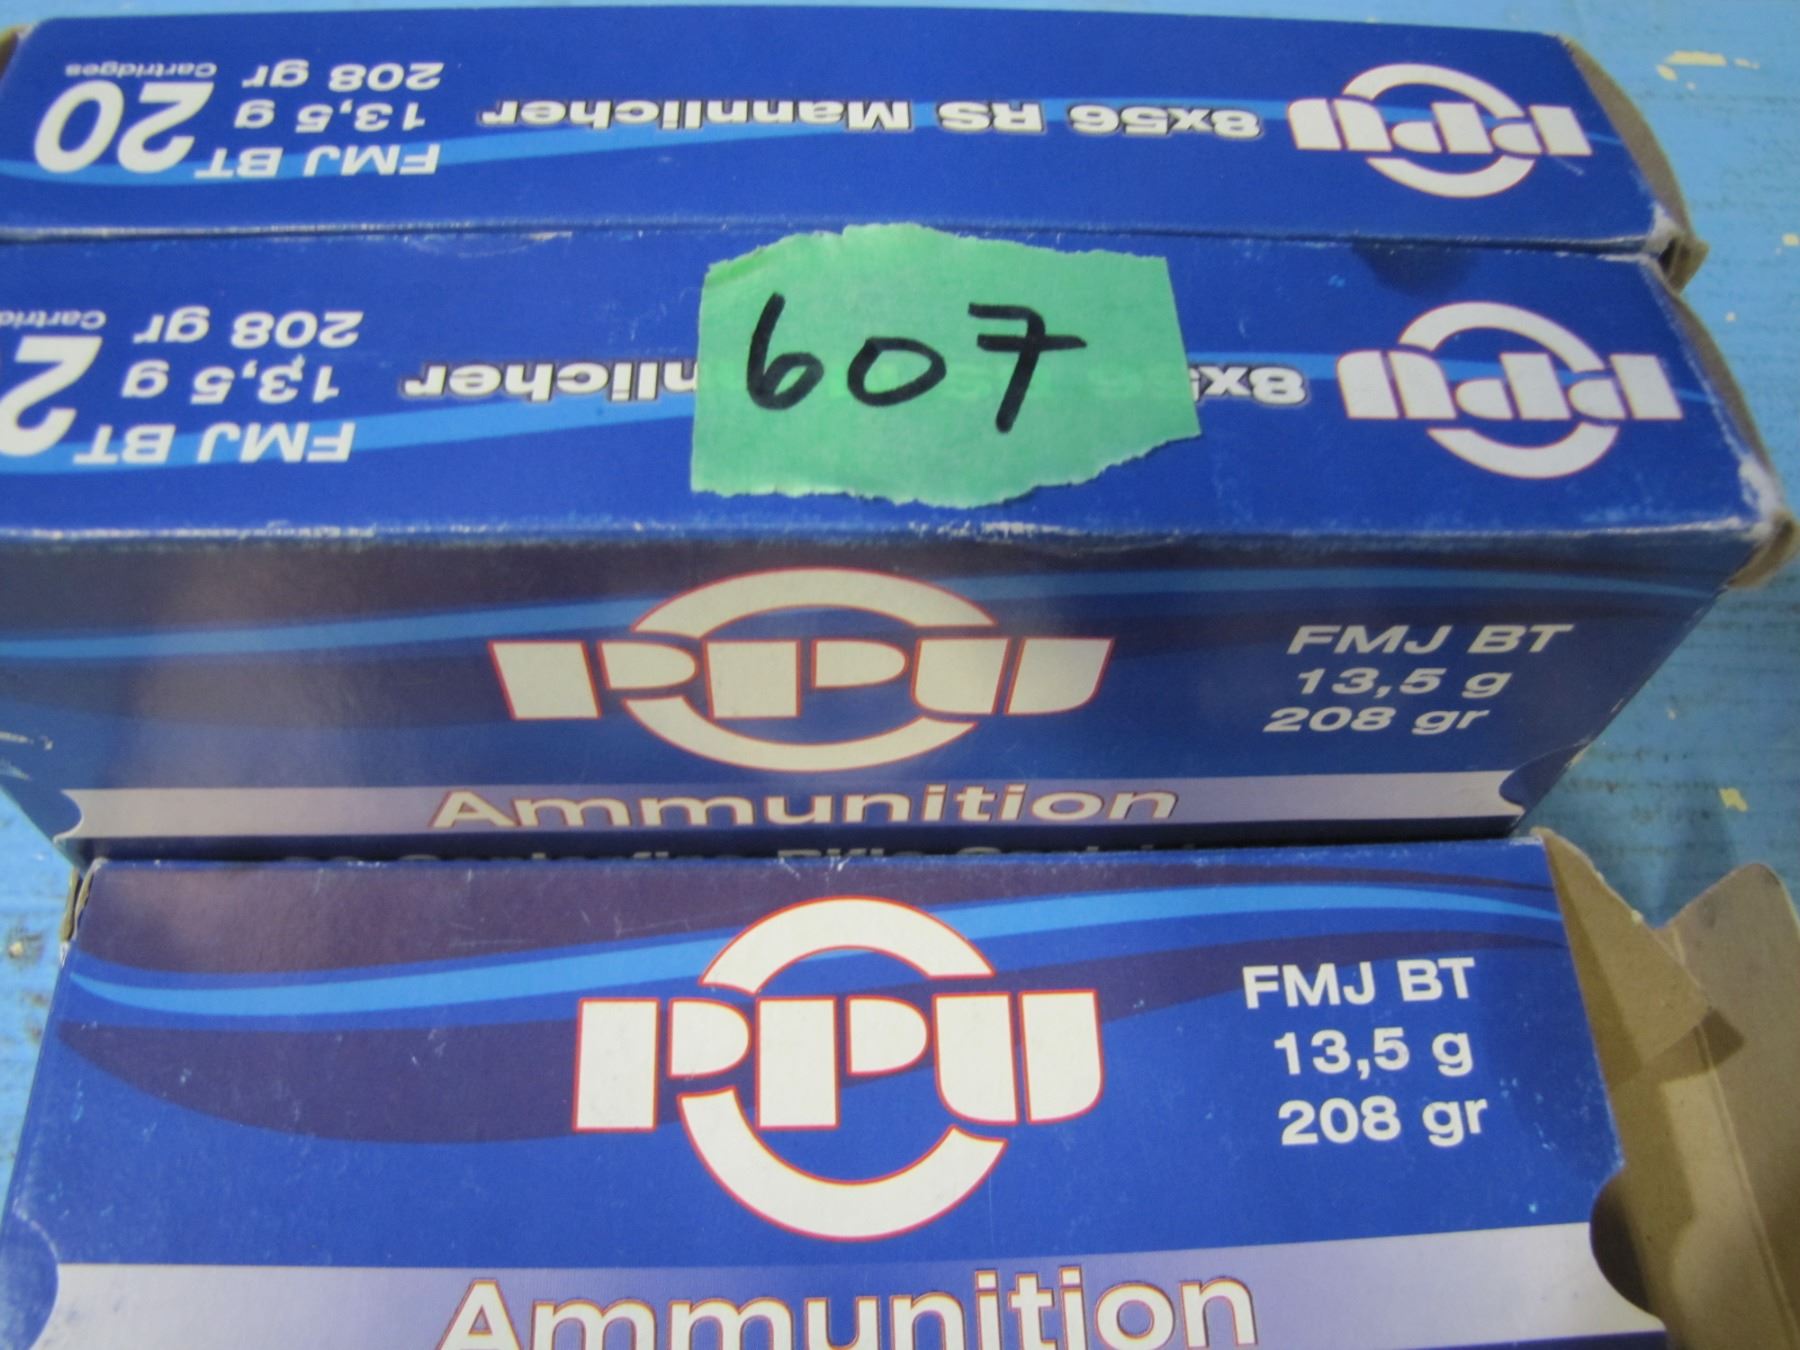 PPU
8x56 RS Mannlicher
FMJ BT
13,5 g
208 gr
20
Cartridges
PPU
607
FMJ BT
13,5 g
208 gr
PPU
FMJ BT
13,5 g
208 gr
Ammunition
PPU
FMJ BT
13,5 g
208 gr
Ammunition